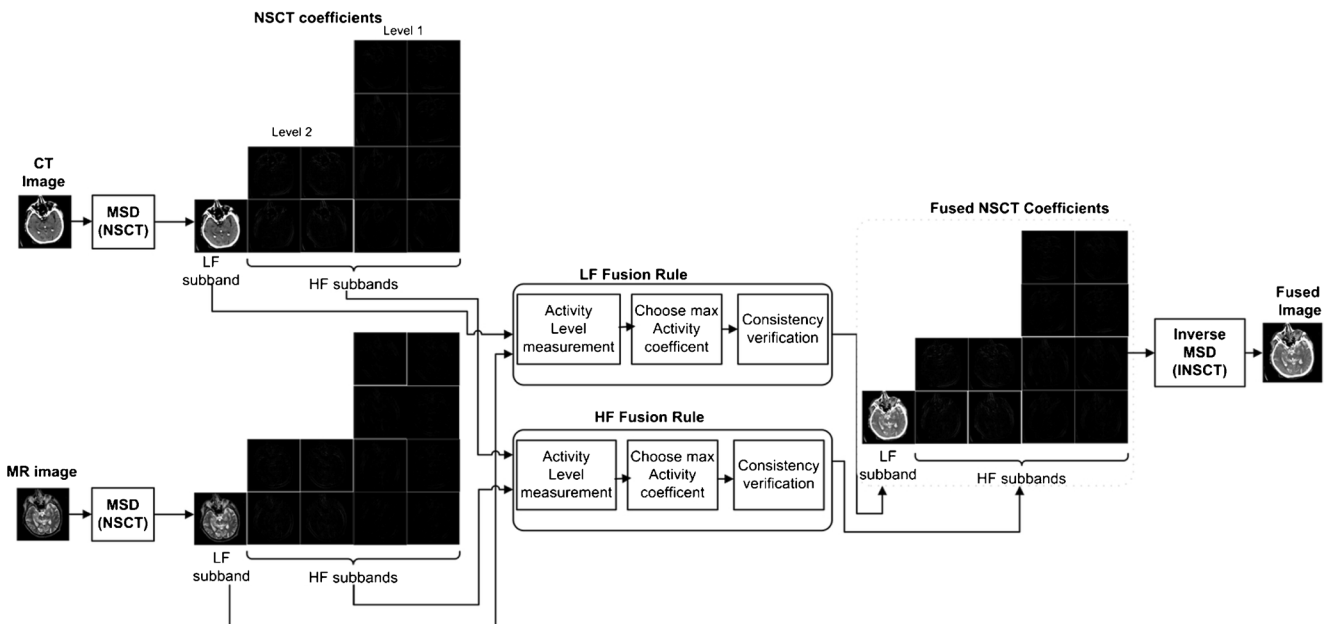 NSCT coefficients
Level 1
Level 2
CT
Image
MSD
(NSCT)
LF
subband
HF subbands
LF Fusion Rule
Activity
Level
measurement
Choose max
Activity
coefficent
Consistency
verification
HF Fusion Rule
Activity
Level
measurement
Choose max
Activity
coefficent
Consistency
verification
MR image
MSD
(NSCT)
LF
subband
HF subbands
Fused NSCT Coefficients
LF
subband
HF subbands
Inverse
MSD
(INSCT)
Fused
Image